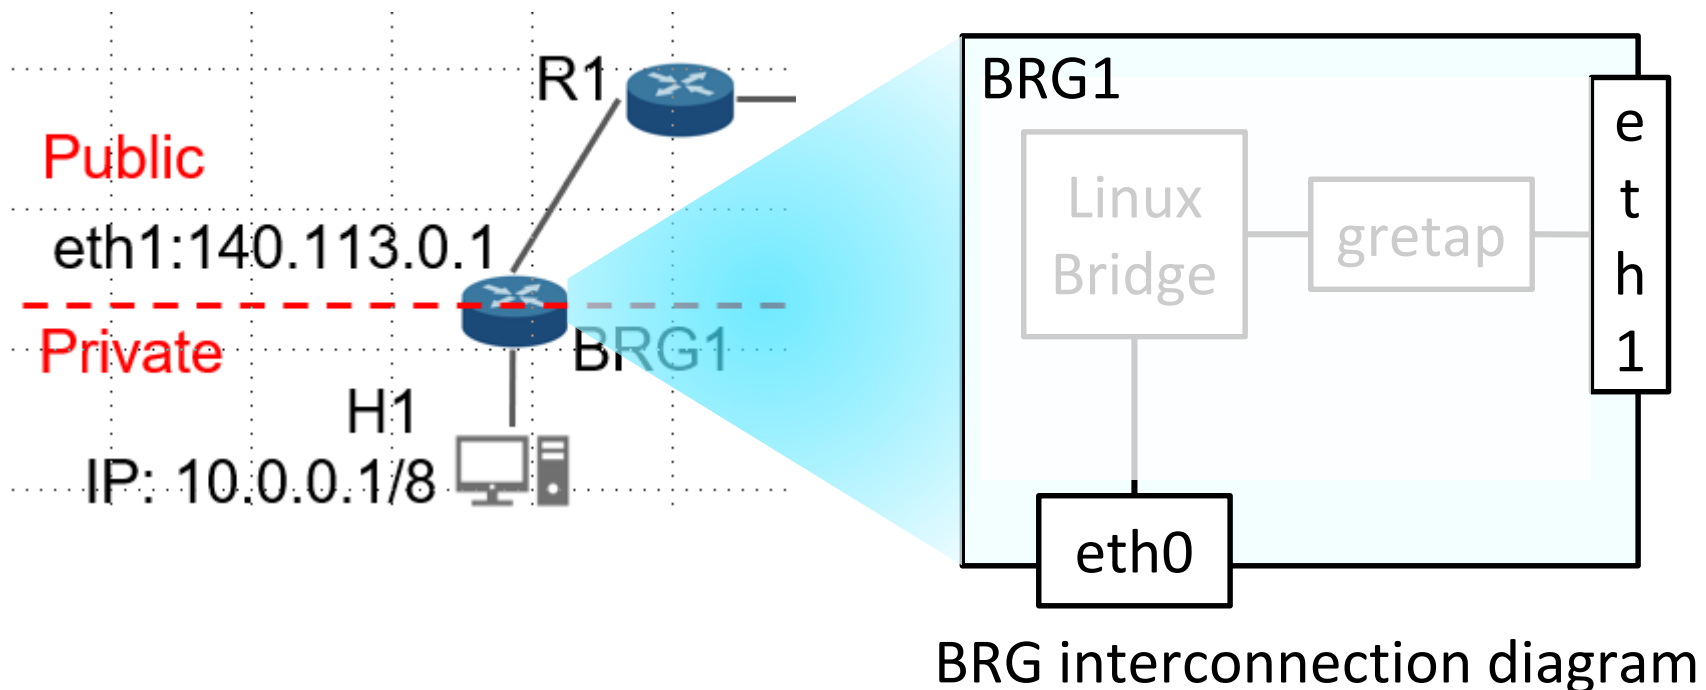 R1
Public
eth1:140.113.0.1
Private
BRG1
H1
IP: 10.0.0.1/8
BRG1
Linux
Bridge
gretap
eth1
eth0
BRG interconnection diagram